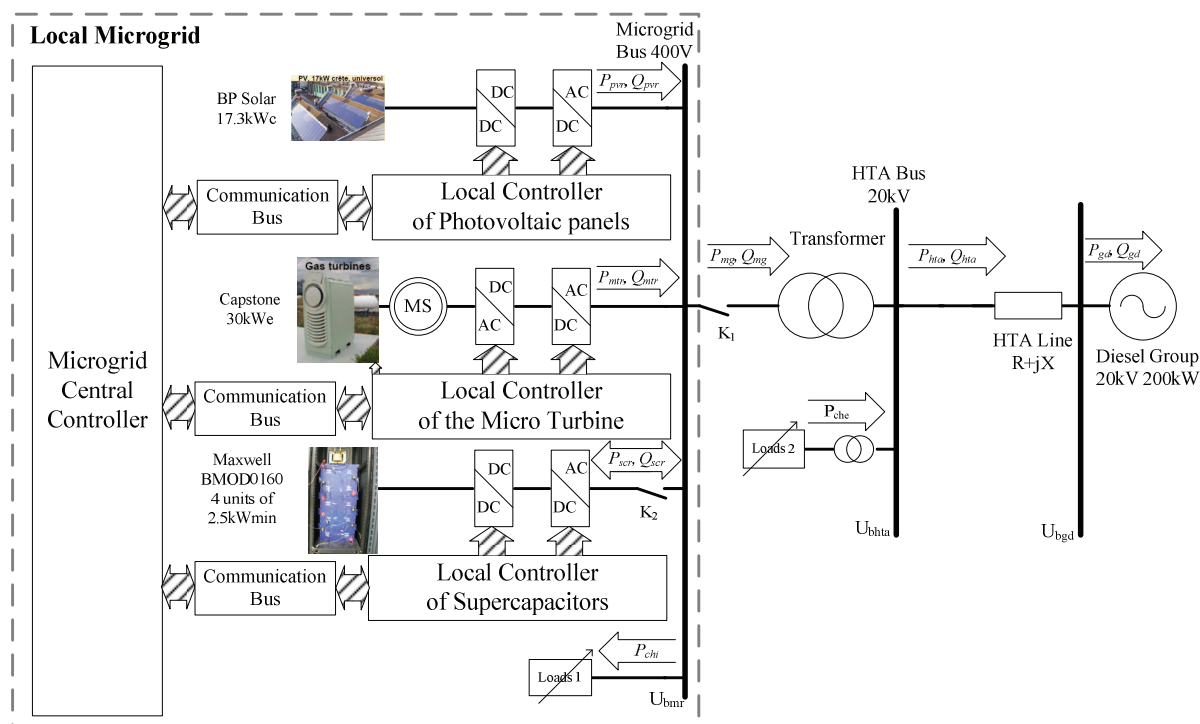 Local Microgrid
Microgrid
Bus 400V
BP Solar
17.3kWc
PV, 17kW crête, universol
DC
DC
AC
DC
Ppvr, Qpvr
Communication
Bus
Local Controller
of Photovoltaic panels
Capstone
30kWe
Gas turbines
MS
DC
AC
AC
DC
Pmtr, Qmtr
Microgrid
Central
Controller
Communication
Bus
Local Controller
of the Micro Turbine
Maxwell
BMOD0160
4 units of
2.5kWmin
DC
DC
AC
DC
Pscr, Qscr
K2
Communication
Bus
Local Controller
of Supercapacitors
Loads 1
Pchi
Ubmr
K1
Pmg, Qmg
Transformer
HTA Bus
20kV
Phta, Qhta
HTA Line
R+jX
Pgd, Qgd
Diesel Group
20kV 200kW
Loads 2
Pche
Ubhta
Ubgd